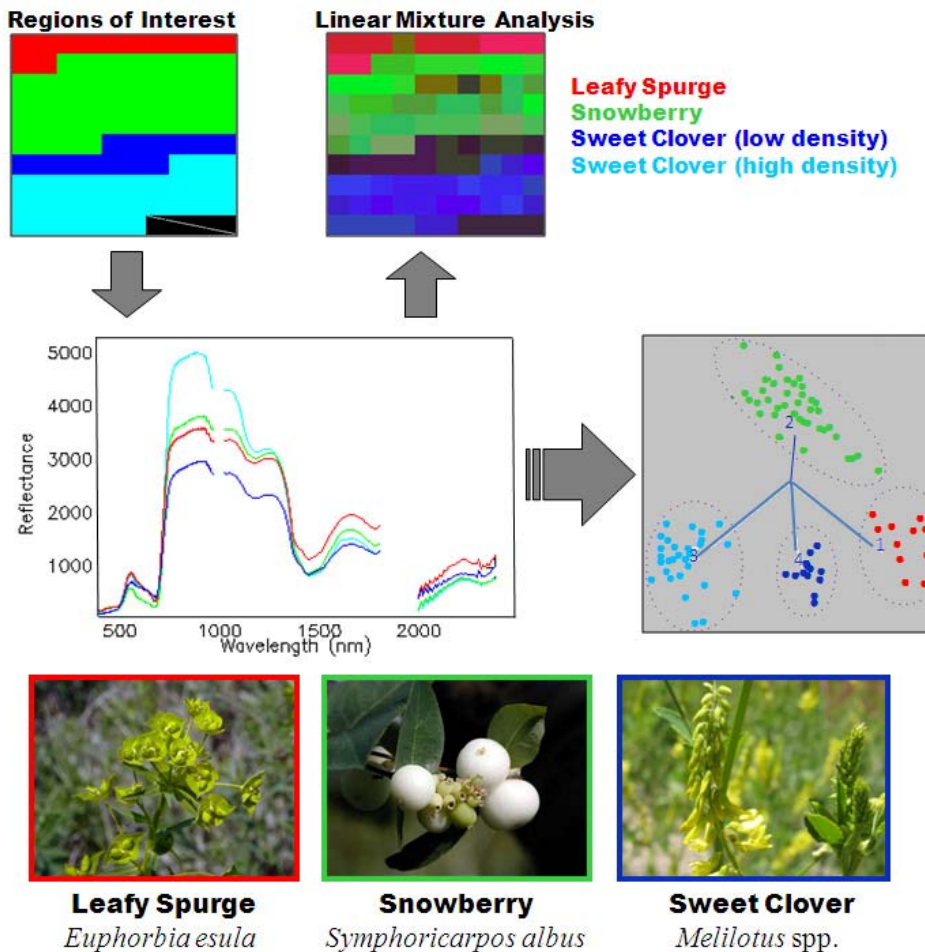 Regions of Interest
Linear Mixture Analysis
Leafy Spurge
Snowberry
Sweet Clover (low density)
Sweet Clover (high density)
5000
4000
3000
2000
1000
Reflectance
500
1000
1500
2000
Wavelength (nm)
2
3
4
1
Leafy Spurge
Euphorbia esula
Snowberry
Symphoricarpos albus
Sweet Clover
Melilotus spp.